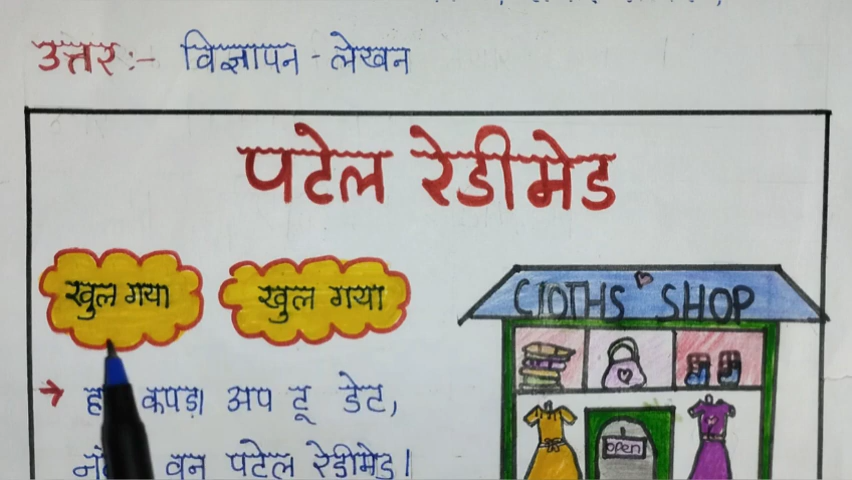 उत्तर:- विज्ञापन - लेखन
पटेल रेडीमेड
खुल गया
खुल गया
CLOTHS SHOP
open
→ कपड़ा अप टू डेट,
वन पटेल रेडीमेड।